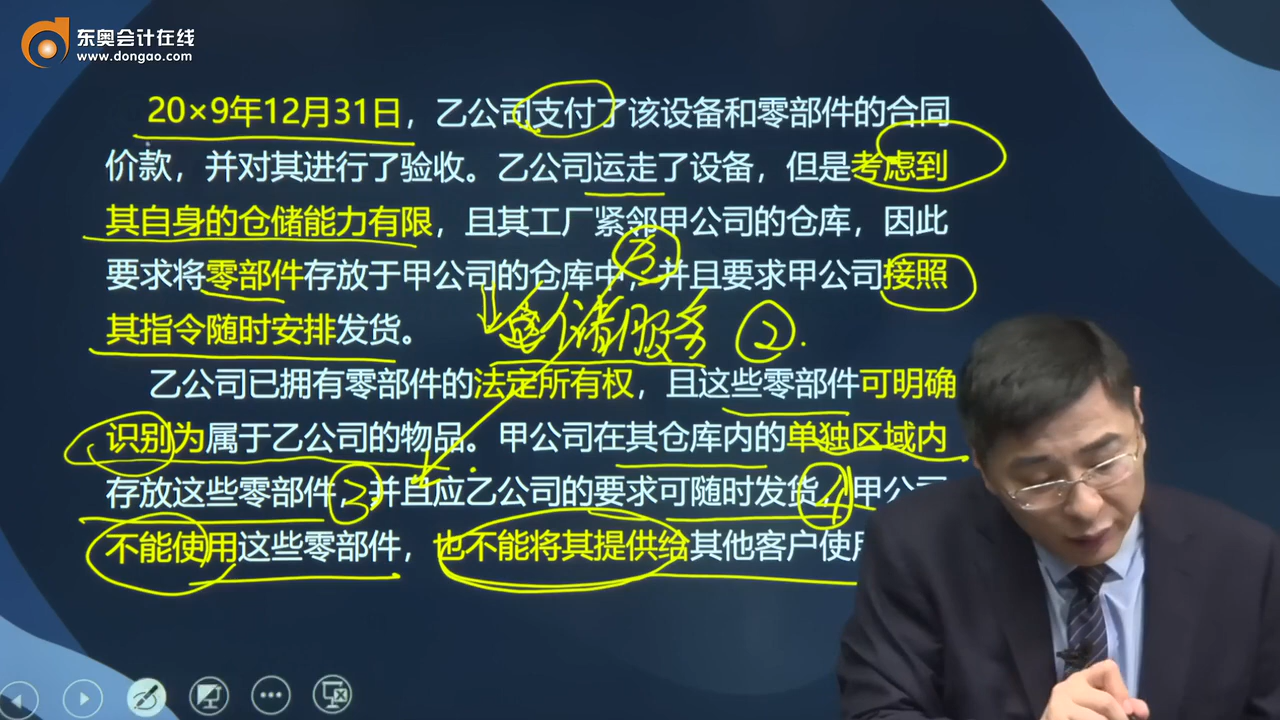 东奥会计在线
www.dongao.com
20×9年12月31日，乙公司支付了该设备和零部件的合同
价款，并对其进行了验收。乙公司运走了设备，但是考虑到
其自身的仓储能力有限，且其工厂紧邻甲公司的仓库，因此
要求将零部件存放于甲公司的仓库中，并且要求甲公司按照
其指令随时安排发货。
仓储服务 ②.
乙公司已拥有零部件的法定所有权，且这些零部件可明确
识别为属于乙公司的物品。甲公司在其仓库内的单独区域内
存放这些零部件，并且应乙公司的要求可随时发货，甲公司
不能使用这些零部件，也不能将其提供给其他客户使用